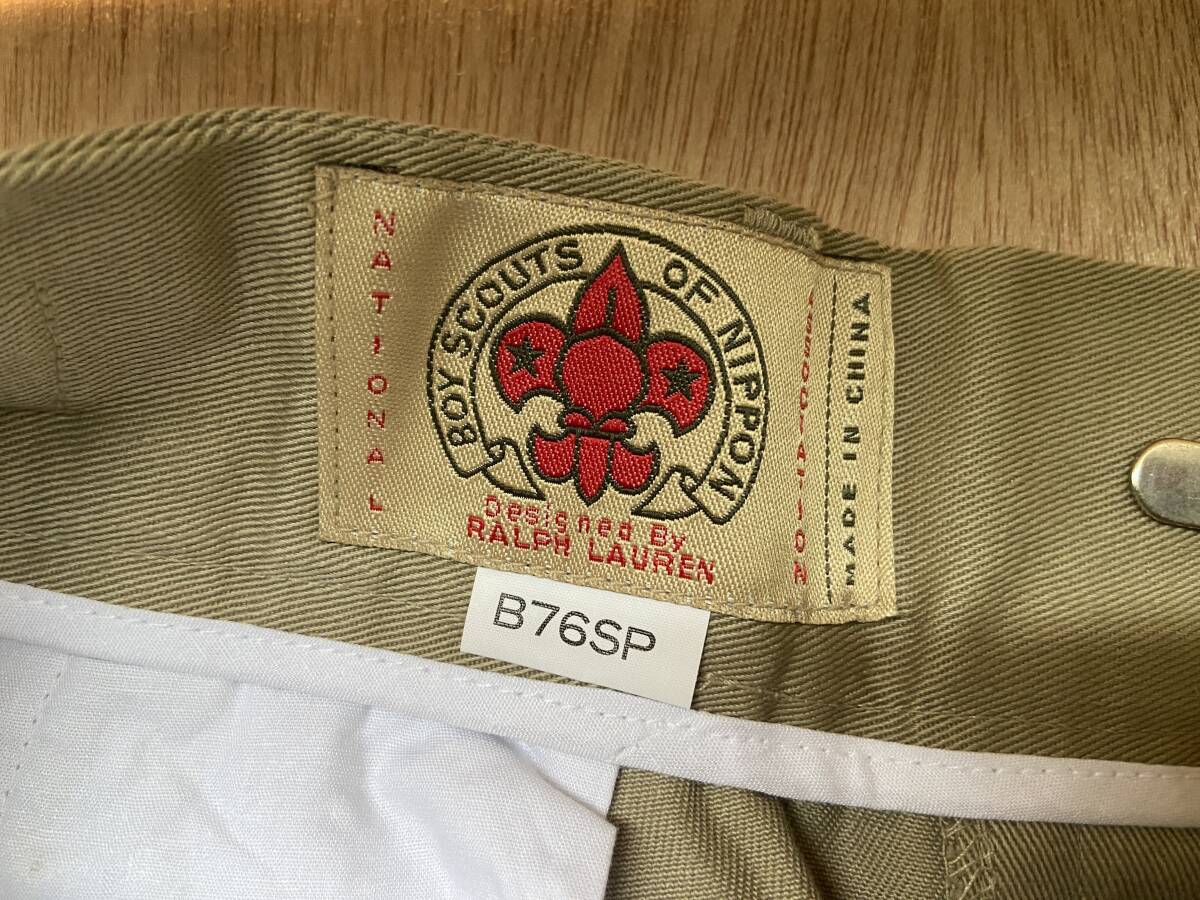 NATIONAL
BOY SCOUTS OF NIPPON
Designed By
RALPH LAUREN
ASSOCIATION
MADE IN CHINA
B76SP